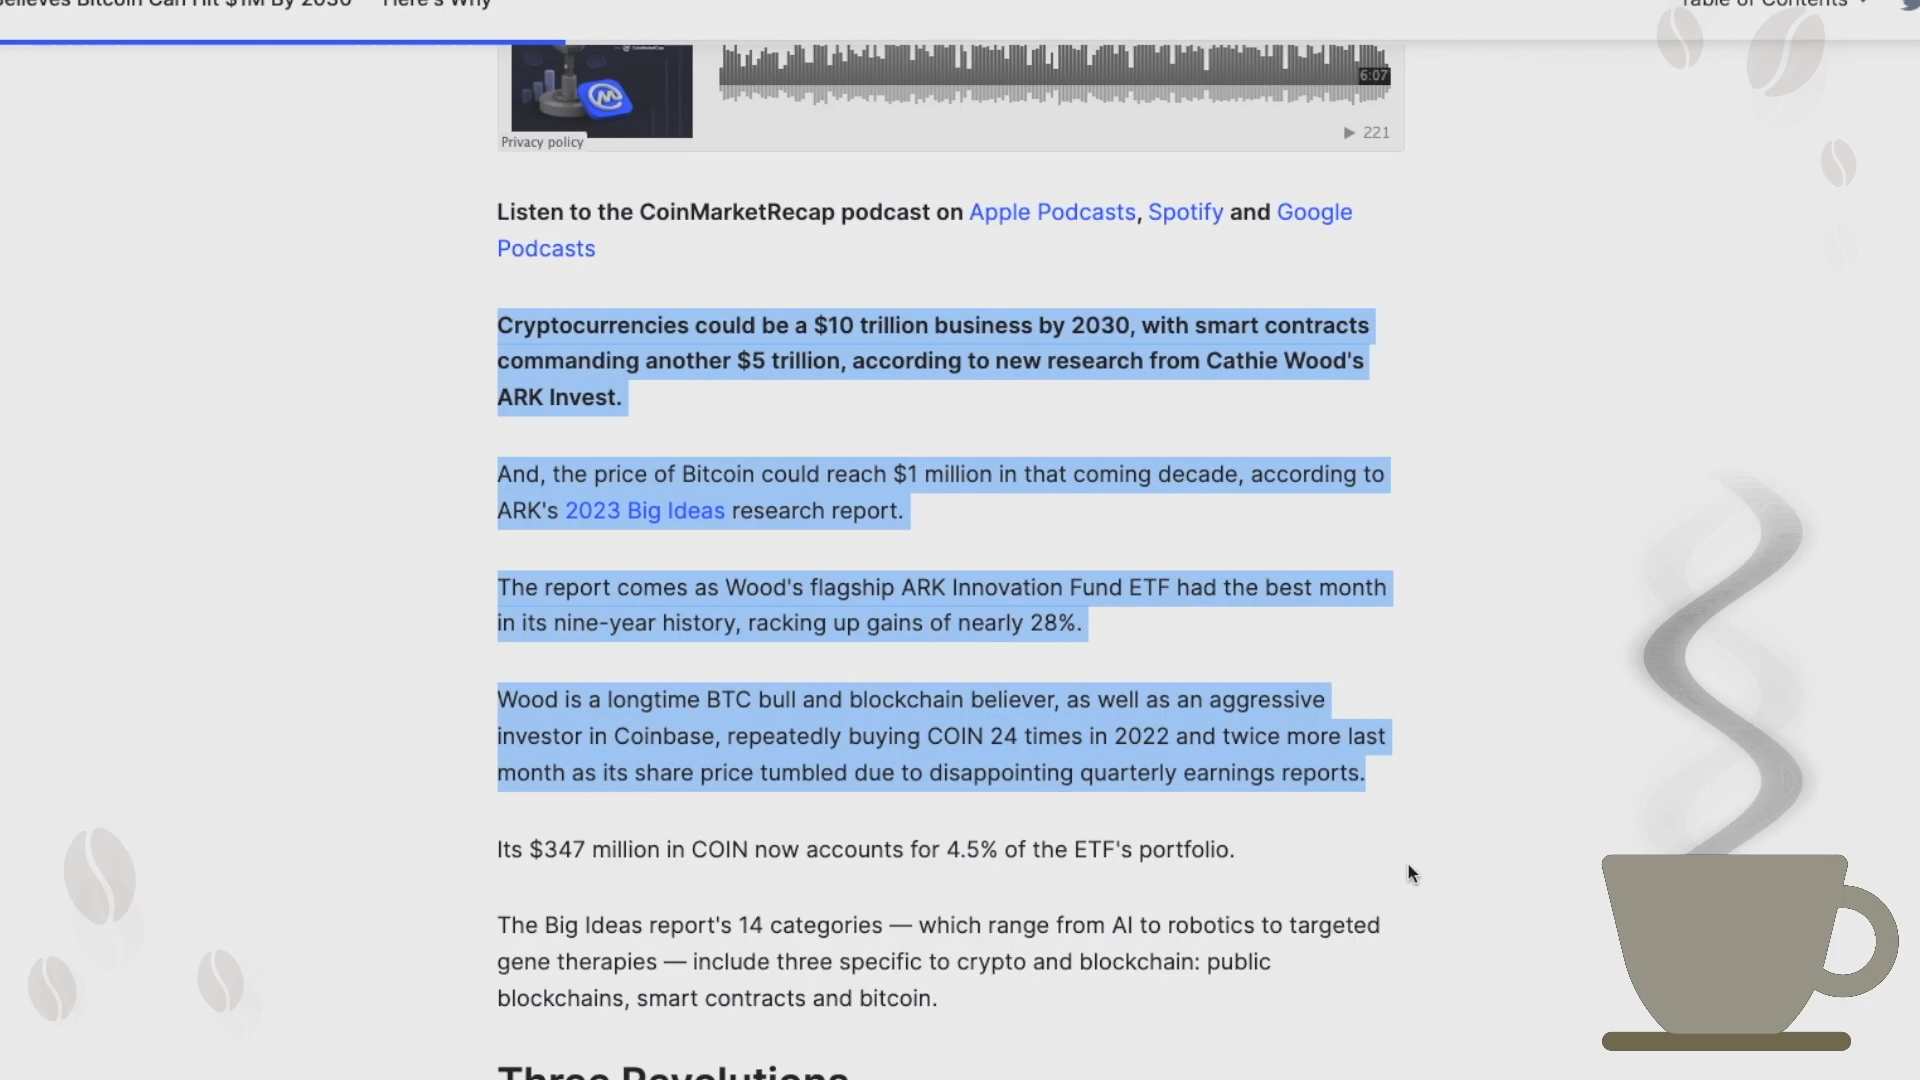 Believes Bitcoin Can Hit $1M By 2030 — Here's Why
Table of Contents
CoinMarketCap
6:07
Privacy policy
221
Listen to the CoinMarketRecap podcast on Apple Podcasts, Spotify and Google
Podcasts
Cryptocurrencies could be a $10 trillion business by 2030, with smart contracts
commanding another $5 trillion, according to new research from Cathie Wood's
ARK Invest.
And, the price of Bitcoin could reach $1 million in that coming decade, according to
ARK's 2023 Big Ideas research report.
The report comes as Wood's flagship ARK Innovation Fund ETF had the best month
in its nine-year history, racking up gains of nearly 28%.
Wood is a longtime BTC bull and blockchain believer, as well as an aggressive
investor in Coinbase, repeatedly buying COIN 24 times in 2022 and twice more last
month as its share price tumbled due to disappointing quarterly earnings reports.
Its $347 million in COIN now accounts for 4.5% of the ETF's portfolio.
The Big Ideas report's 14 categories — which range from AI to robotics to targeted
gene therapies — include three specific to crypto and blockchain: public
blockchains, smart contracts and bitcoin.
Three Revolutions